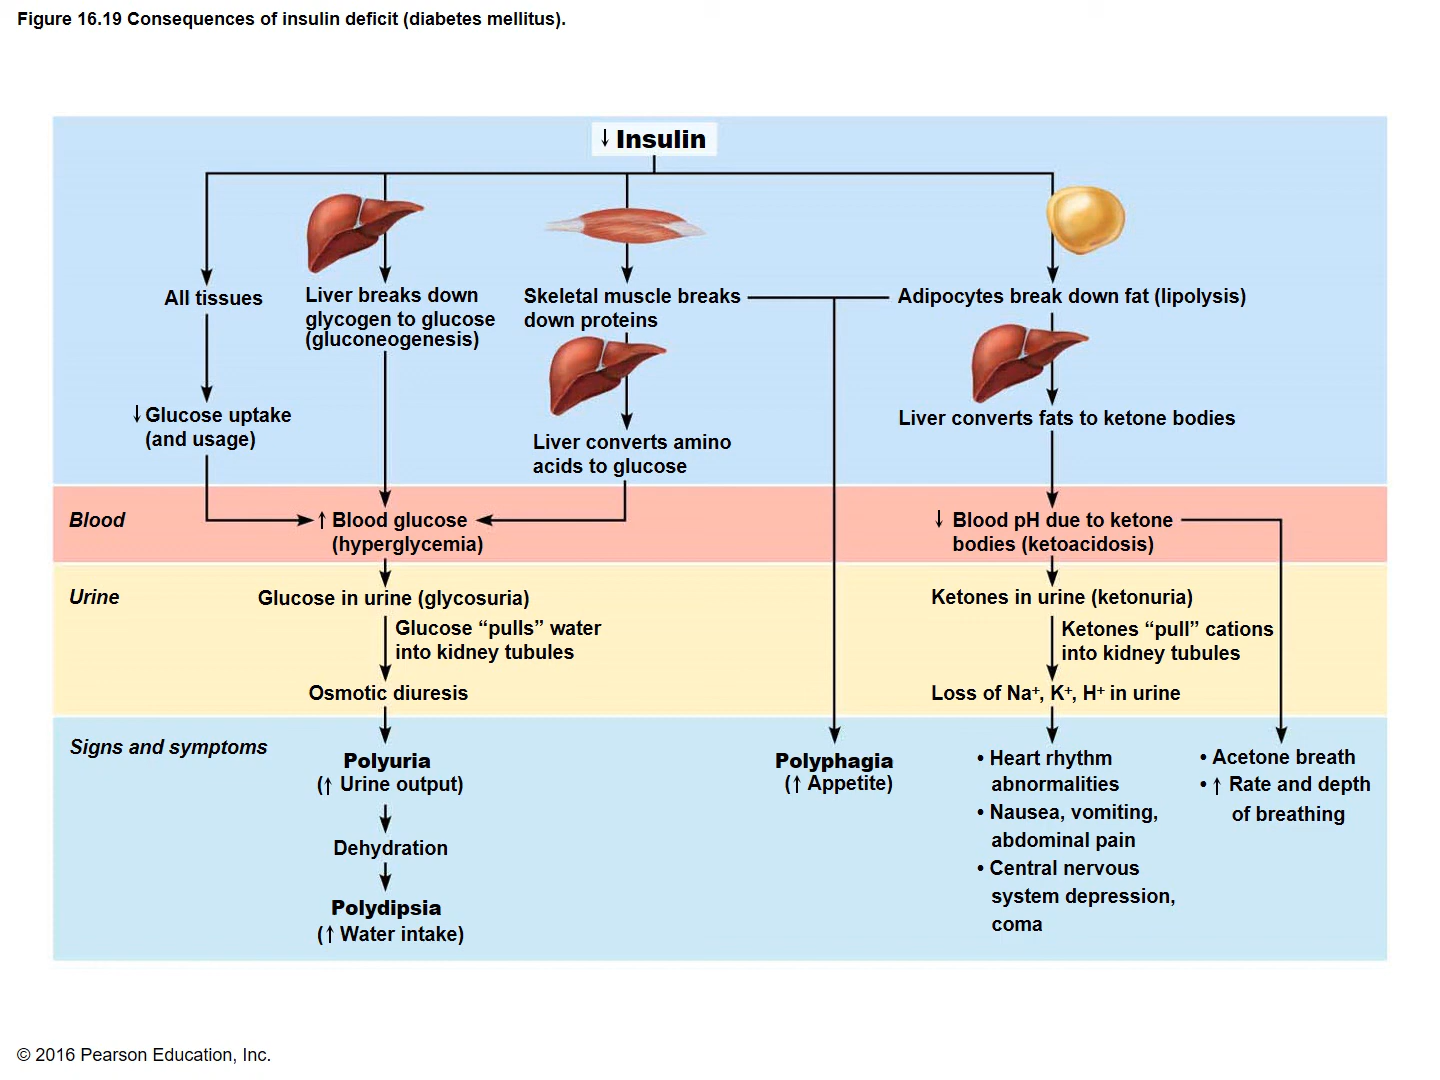 Figure 16.19 Consequences of insulin deficit (diabetes mellitus).
↓ Insulin
All tissues
Liver breaks down
glycogen to glucose
(gluconeogenesis)
Skeletal muscle breaks
down proteins
Adipocytes break down fat (lipolysis)
↓ Glucose uptake
(and usage)
Liver converts amino
acids to glucose
Liver converts fats to ketone bodies
Blood
↑ Blood glucose
(hyperglycemia)
↓ Blood pH due to ketone
bodies (ketoacidosis)
Urine
Glucose in urine (glycosuria)
Glucose “pulls” water
into kidney tubules
Osmotic diuresis
Ketones in urine (ketonuria)
Ketones “pull” cations
into kidney tubules
Loss of Na⁺, K⁺, H⁺ in urine
Signs and symptoms
Polyuria
(↑ Urine output)
Dehydration
Polydipsia
(↑ Water intake)
Polyphagia
(↑ Appetite)
• Heart rhythm
abnormalities
• Nausea, vomiting,
abdominal pain
• Central nervous
system depression,
coma
• Acetone breath
• ↑ Rate and depth
of breathing
© 2016 Pearson Education, Inc.